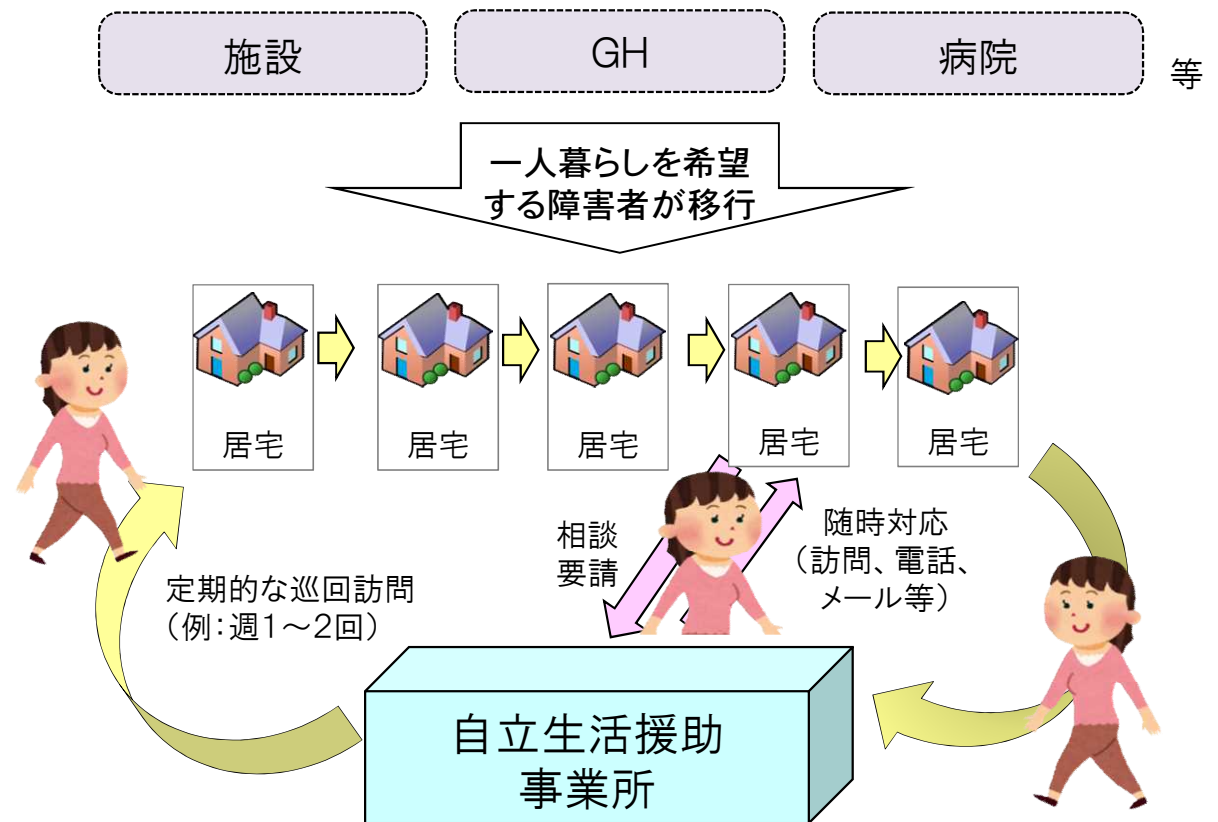 施設
GH
病院
等
一人暮らしを希望
する障害者が移行
居宅
居宅
居宅
居宅
居宅
相談
要請
随時対応
（訪問、電話、
メール等）
定期的な巡回訪問
（例：週１～２回）
自立生活援助
事業所